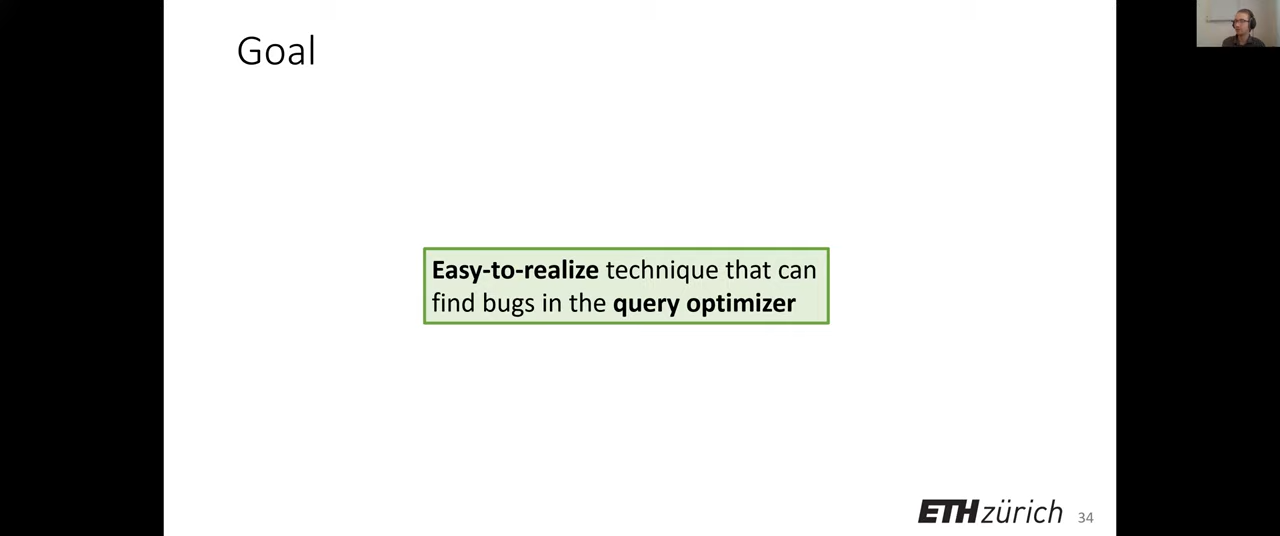 Goal
Easy-to-realize technique that can
find bugs in the query optimizer
ETH zürich 34